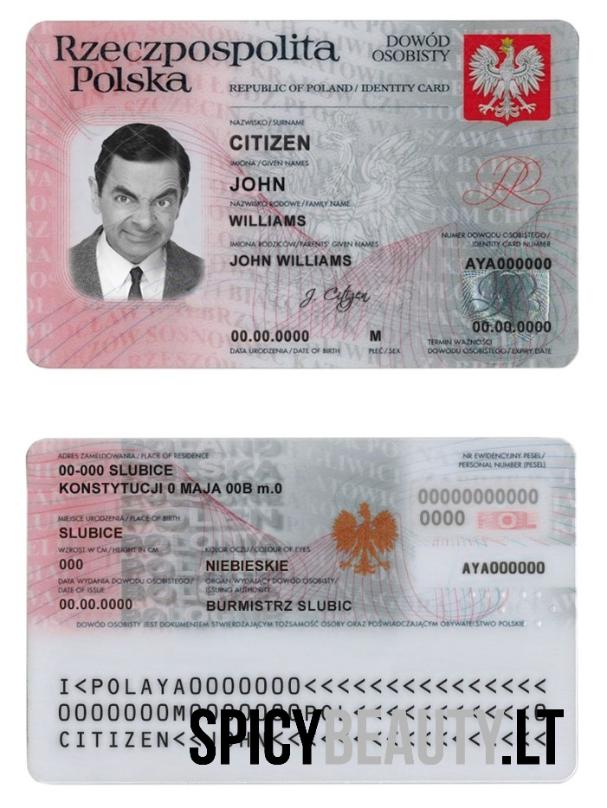 Rzeczpospolita
Polska
DOWÓD
OSOBISTY
REPUBLIC OF POLAND / IDENTITY CARD
NAZWISKO / SURNAME
CITIZEN
IMIONA / GIVEN NAMES
JOHN
NAZWISKO RODOWE / FAMILY NAME
WILLIAMS
IMIONA RODZICÓW/PARENTS' GIVEN NAMES
JOHN WILLIAMS
NUMER DOWODU OSOBISTEGO /
IDENTITY CARD NUMBER
AYA000000
J. Citizen
00.00.0000
DATA URODZENIA / DATE OF BIRTH
M
PŁEĆ / SEX
00.00.0000
TERMIN WAŻNOŚCI
DOWODU OSOBISTEGO / EXPIRY DATE
ADRES ZAMELDOWANIA / PLACE OF RESIDENCE
00-000 SLUBICE
KONSTYTUCJI 0 MAJA 00B m.0
NR EWIDENCYJNY PESEL/
PERSONAL NUMBER (PESEL)
00000000000
0000 POL
MIEJSCE URODZENIA / PLACE OF BIRTH
SLUBICE
WZROST W CM / HEIGHT IN CM
000
KOLOR OCZU / COLOUR OF EYES
NIEBIESKIE
AYA000000
DATA WYDANIA DOWODU OSOBISTEGO /
DATE OF ISSUE
00.00.0000
ORGAN WYDAJĄCY DOWÓD OSOBISTY/
ISSUING AUTHORITY
BURMISTRZ SLUBIC
DOWÓD OSOBISTY JEST DOKUMENTEM STWIERDZAJĄCYM TOŻSAMOŚĆ OSOBY ORAZ POŚWIADCZAJĄCYM OBYWATELSTWO POLSKIE
I<POLAYA0000000<<<<<<<<<<<<<<<
0000000M
CITIZEN<<
SPICYBEAUTY.LT